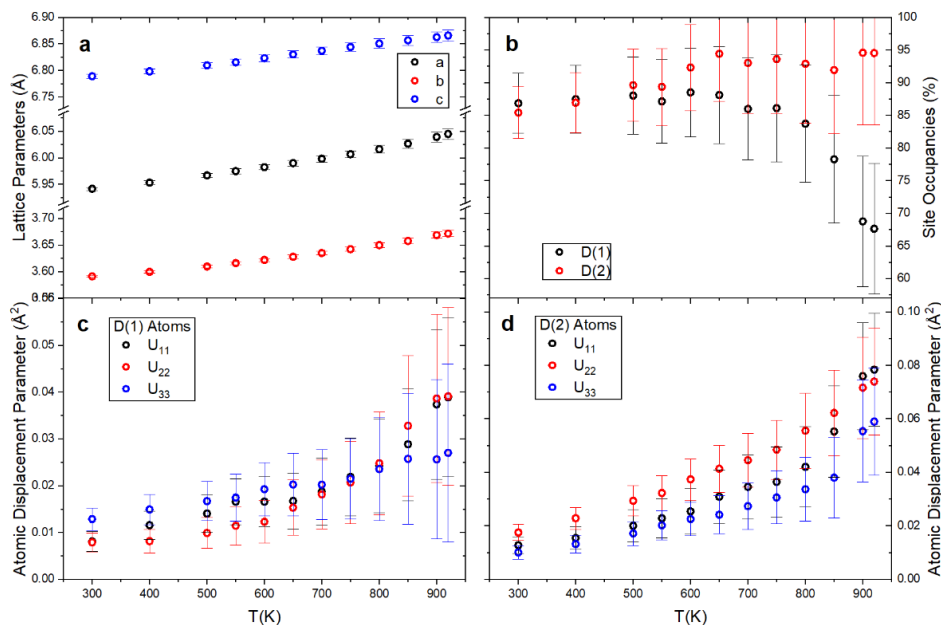 a
6.85
6.80
6.75
6.05
6.00
5.95
3.70
3.65
3.60
Lattice Parameters (Å)
a
b
c
b
100
95
90
85
80
75
70
65
60
Site Occupancies (%)
D(1)
D(2)
c
0.06
0.05
0.04
0.03
0.02
0.01
0.00
Atomic Displacement Parameter (Å²)
D(1) Atoms
U₁₁
U₂₂
U₃₃
300 400 500 600 700 800 900
T(K)
d
0.10
0.08
0.06
0.04
0.02
0.00
Atomic Displacement Parameter (Å²)
D(2) Atoms
U₁₁
U₂₂
U₃₃
300 400 500 600 700 800 900
T(K)